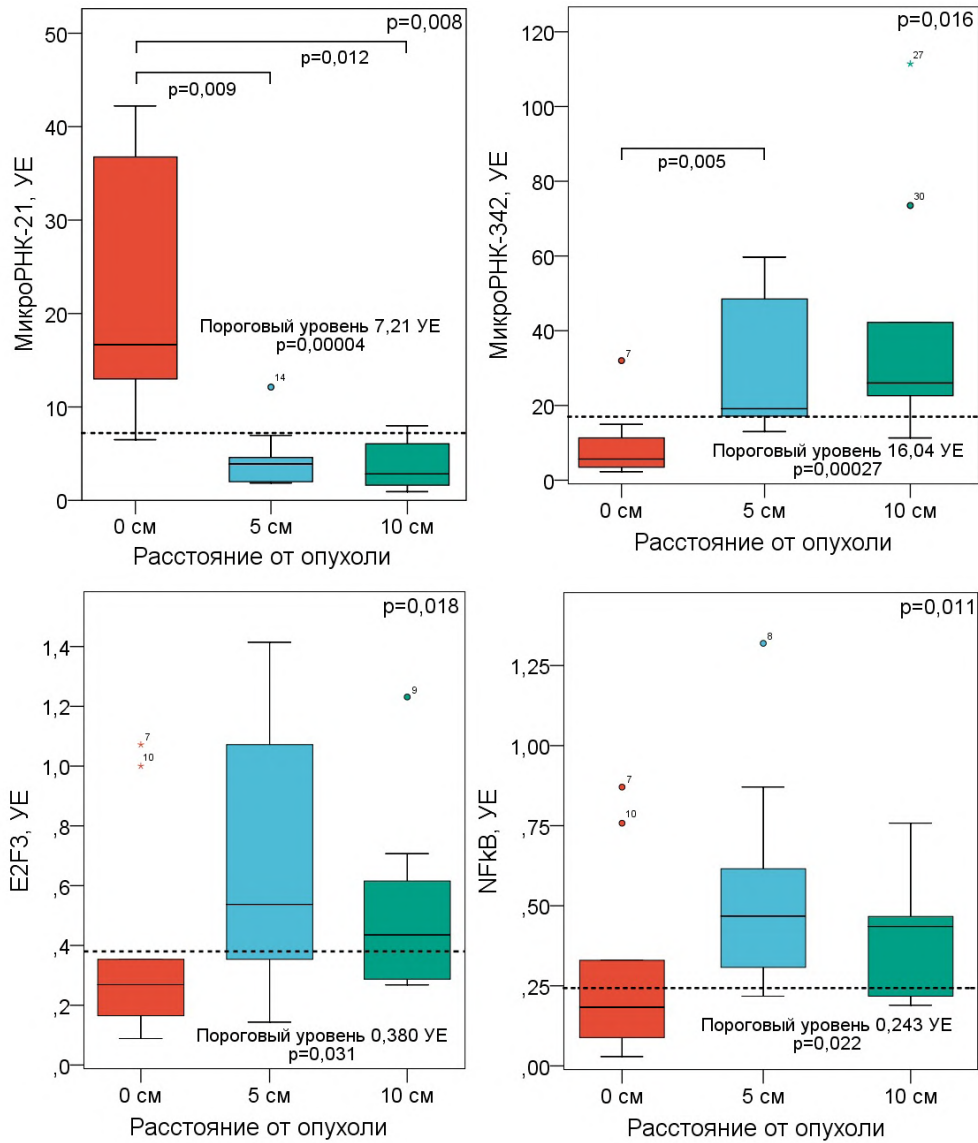 p=0,008
50
40
30
20
10
0
МикроРНК-21, УЕ
p=0,012
p=0,009
Пороговый уровень 7,21 УЕ
p=0,00004
14
0 см
5 см
10 см
Расстояние от опухоли
p=0,016
120
100
80
60
40
20
0
МикроРНК-342, УЕ
27
p=0,005
30
7
Пороговый уровень 16,04 УЕ
p=0,00027
0 см
5 см
10 см
Расстояние от опухоли
p=0,018
1,4
1,2
1,0
,8
,6
,4
,2
,0
E2F3, УЕ
7
10
9
Пороговый уровень 0,380 УЕ
p=0,031
0 см
5 см
10 см
Расстояние от опухоли
p=0,011
1,25
1,00
,75
,50
,25
,00
NFkB, УЕ
8
7
10
Пороговый уровень 0,243 УЕ
p=0,022
0 см
5 см
10 см
Расстояние от опухоли